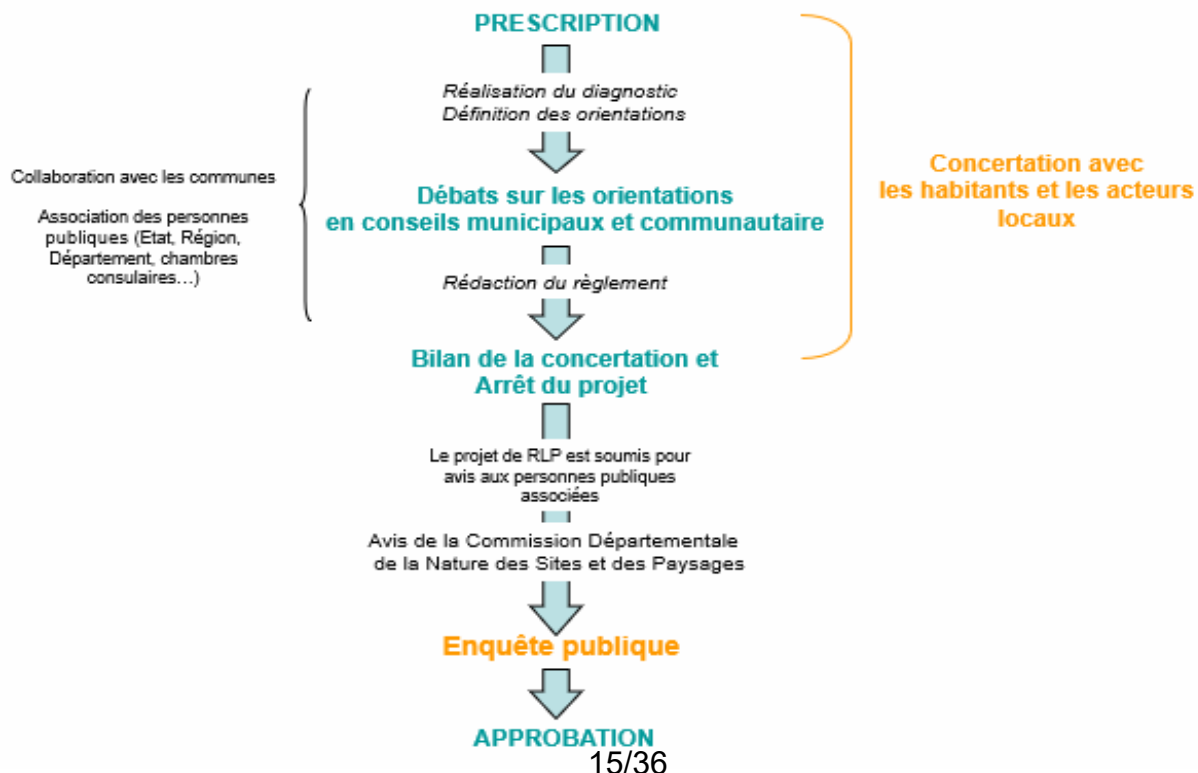 PRESCRIPTION
Réalisation du diagnostic
Définition des orientations
Collaboration avec les communes
Association des personnes
publiques (Etat, Région,
Département, chambres
consulaires…)
Débats sur les orientations
en conseils municipaux et communautaire
Concertation avec
les habitants et les acteurs
locaux
Rédaction du règlement
Bilan de la concertation et
Arrêt du projet
Le projet de RLP est soumis pour
avis aux personnes publiques
associées
Avis de la Commission Départementale
de la Nature des Sites et des Paysages
Enquête publique
APPROBATION
15/36